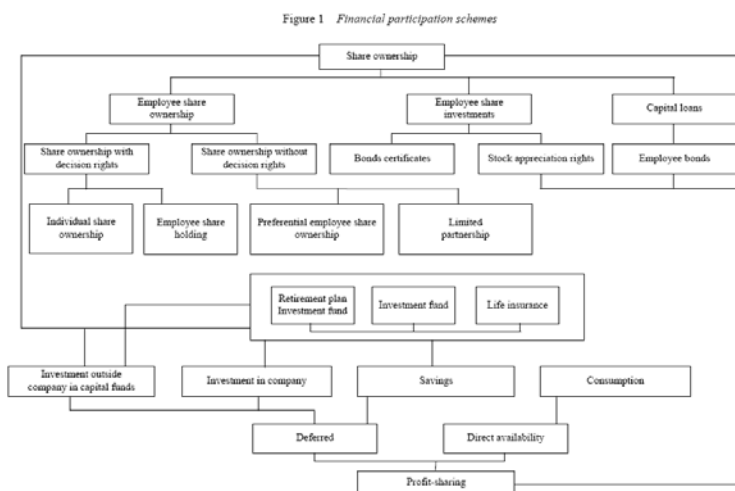 Figure 1 Financial participation schemes
Share ownership
Employee share
ownership
Employee share
investments
Capital loans
Share ownership with
decision rights
Share ownership without
decision rights
Bonds certificates
Stock appreciation rights
Employee bonds
Individual share
ownership
Employee share
holding
Preferential employee share
ownership
Limited
partnership
Retirement plan
Investment fund
Investment fund
Life insurance
Investment outside
company in capital funds
Investment in company
Savings
Consumption
Deferred
Direct availability
Profit-sharing